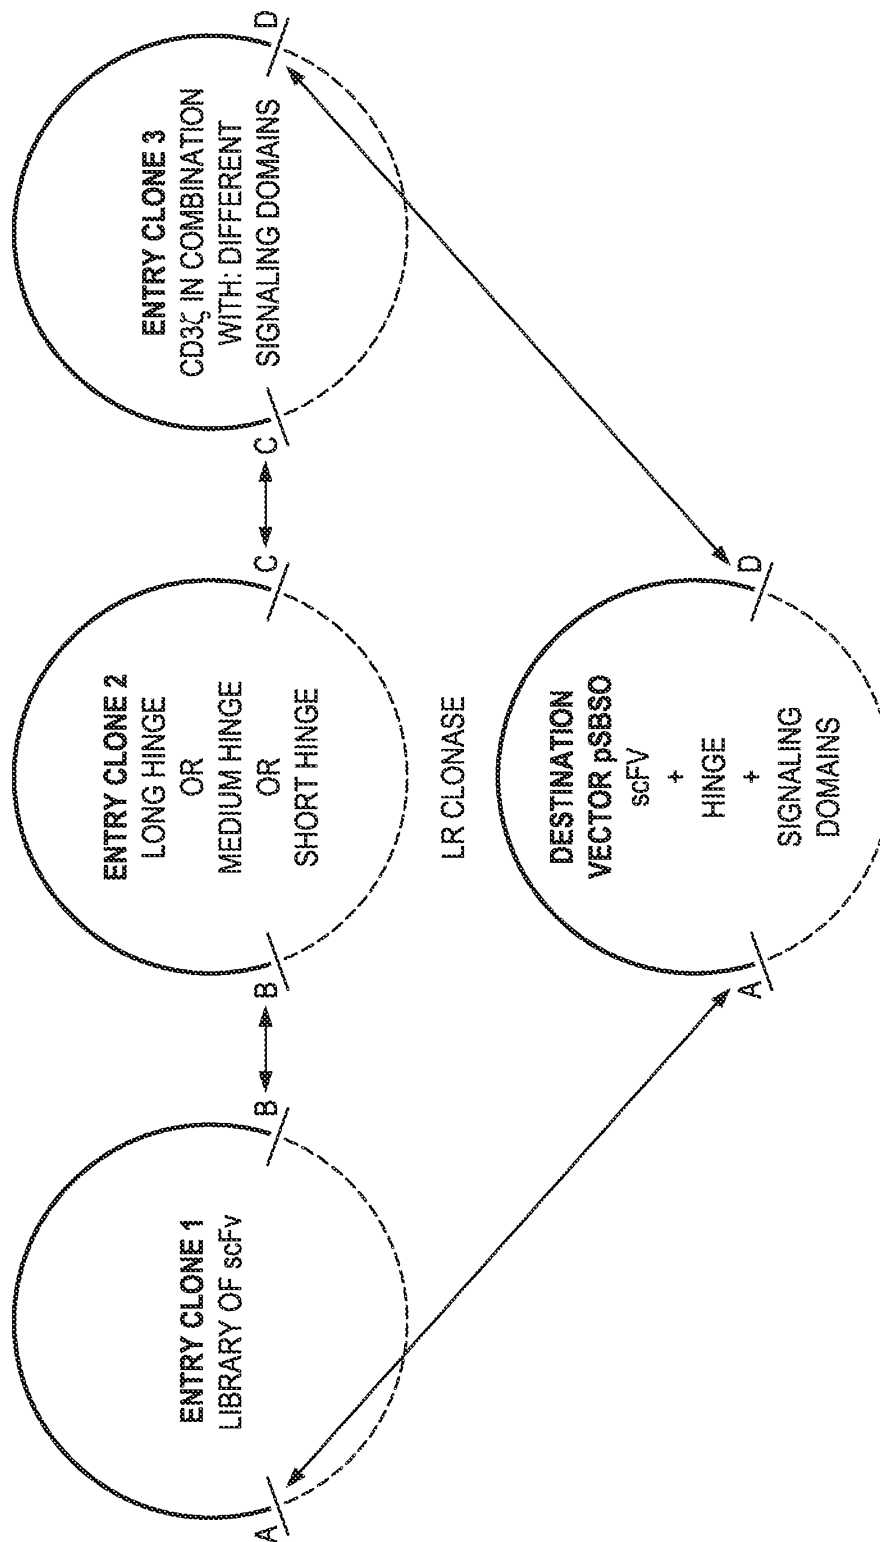 ENTRY CLONE 1
LIBRARY OF scFv
A
B
ENTRY CLONE 2
LONG HINGE
OR
MEDIUM HINGE
OR
SHORT HINGE
B
C
ENTRY CLONE 3
CD3ζ IN COMBINATION
WITH: DIFFERENT
SIGNALING DOMAINS
C
D
LR CLONASE
DESTINATION
VECTOR pSBSO
scFV
+
HINGE
+
SIGNALING
DOMAINS
A
D